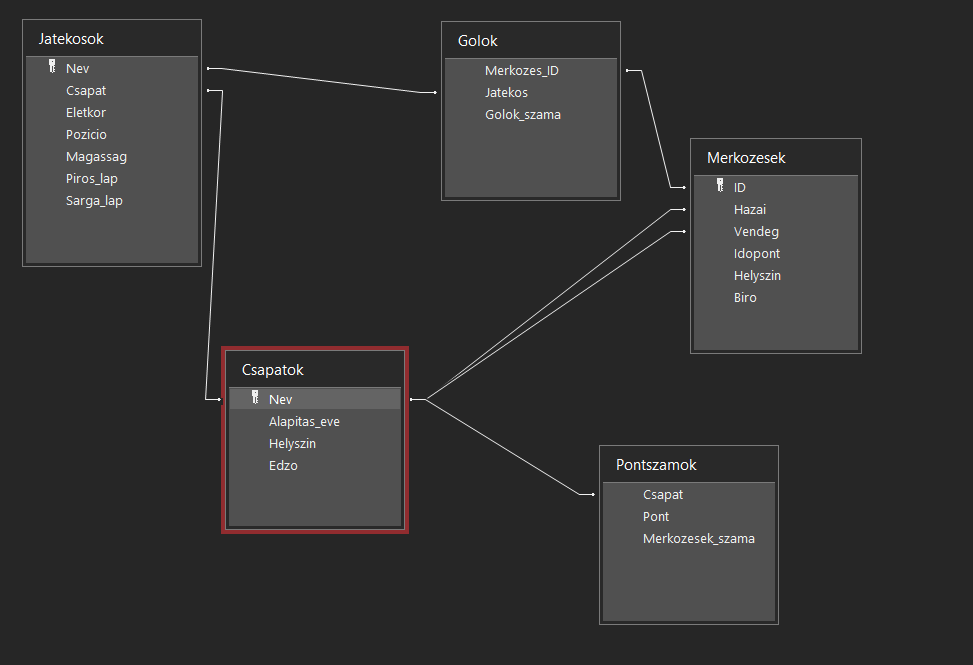 Jatekosok
Nev
Csapat
Eletkor
Pozicio
Magassag
Piros_lap
Sarga_lap
Golok
Merkozes_ID
Jatekos
Golok_szama
Merkozesek
ID
Hazai
Vendeg
Idopont
Helyszin
Biro
Csapatok
Nev
Alapitas_eve
Helyszin
Edzo
Pontszamok
Csapat
Pont
Merkozesek_szama